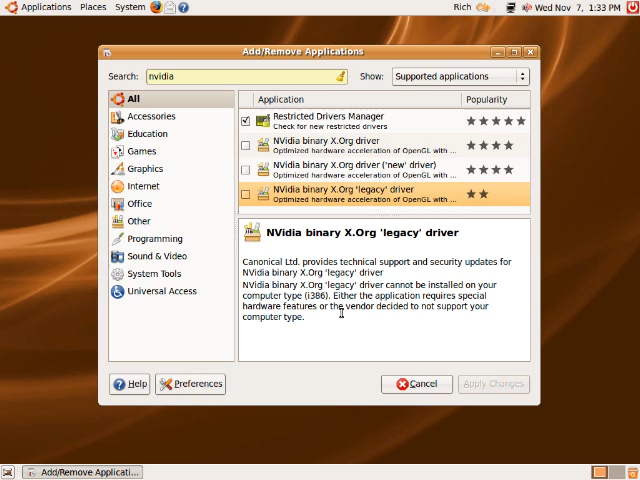 Applications Places System Rich Wed Nov 7, 1:33 PM
Add/Remove Applications
Search: nvidia Show: Supported applications
All
Accessories
Education
Games
Graphics
Internet
Office
Other
Programming
Sound & Video
System Tools
Universal Access
Application Popularity
Restricted Drivers Manager
Check for new restricted drivers
NVidia binary X.Org driver
Optimized hardware acceleration of OpenGL with ...
NVidia binary X.Org driver ('new' driver)
Optimized hardware acceleration of OpenGL with ...
NVidia binary X.Org 'legacy' driver
Optimized hardware acceleration of OpenGL with ...
NVidia binary X.Org 'legacy' driver
Canonical Ltd. provides technical support and security updates for
NVidia binary X.Org 'legacy' driver
NVidia binary X.Org 'legacy' driver cannot be installed on your
computer type (i386). Either the application requires special
hardware features or the vendor decided to not support your
computer type.
Help Preferences Cancel Apply Changes
Add/Remove Applicati...